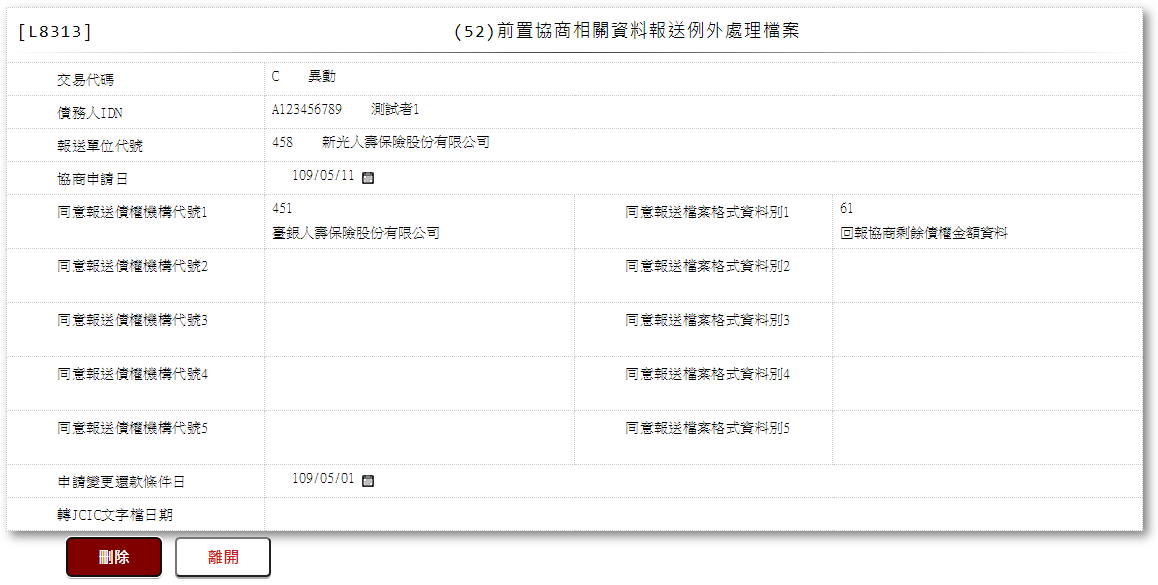 [L8313]
(52)前置協商相關資料報送例外處理檔案
交易代碼 C 異動
債務人IDN A123456789 測試者1
報送單位代號 458 新光人壽保險股份有限公司
協商申請日 109/05/11
同意報送債權機構代號1 451 同意報送檔案格式資料別1 61
臺銀人壽保險股份有限公司 回報協商剩餘債權金額資料
同意報送債權機構代號2 同意報送檔案格式資料別2
同意報送債權機構代號3 同意報送檔案格式資料別3
同意報送債權機構代號4 同意報送檔案格式資料別4
同意報送債權機構代號5 同意報送檔案格式資料別5
申請變更還款條件日 109/05/01
轉JCIC文字檔日期
刪除 離開